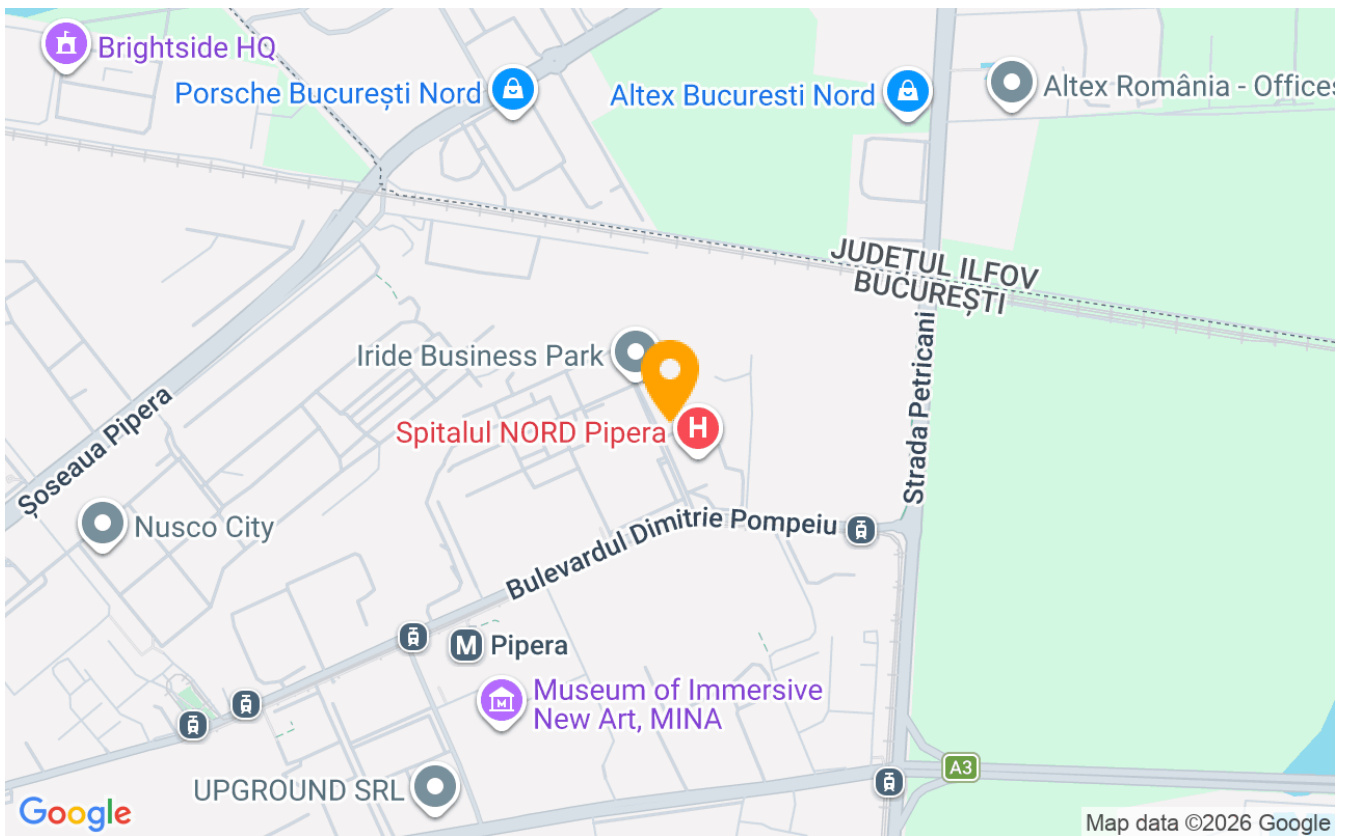 Brightside HQ
Porsche București Nord
Altex Bucuresti Nord
Altex România - Offices
JUDEȚUL ILFOV
BUCUREȘTI
Iride Business Park
Strada Petricani
Șoseaua Pipera
Spitalul NORD Pipera
H
Nusco City
Bulevardul Dimitrie Pompeiu
M Pipera
Museum of Immersive
New Art, MINA
A3
UPGROUND SRL
Google
Map data ©2026 Google